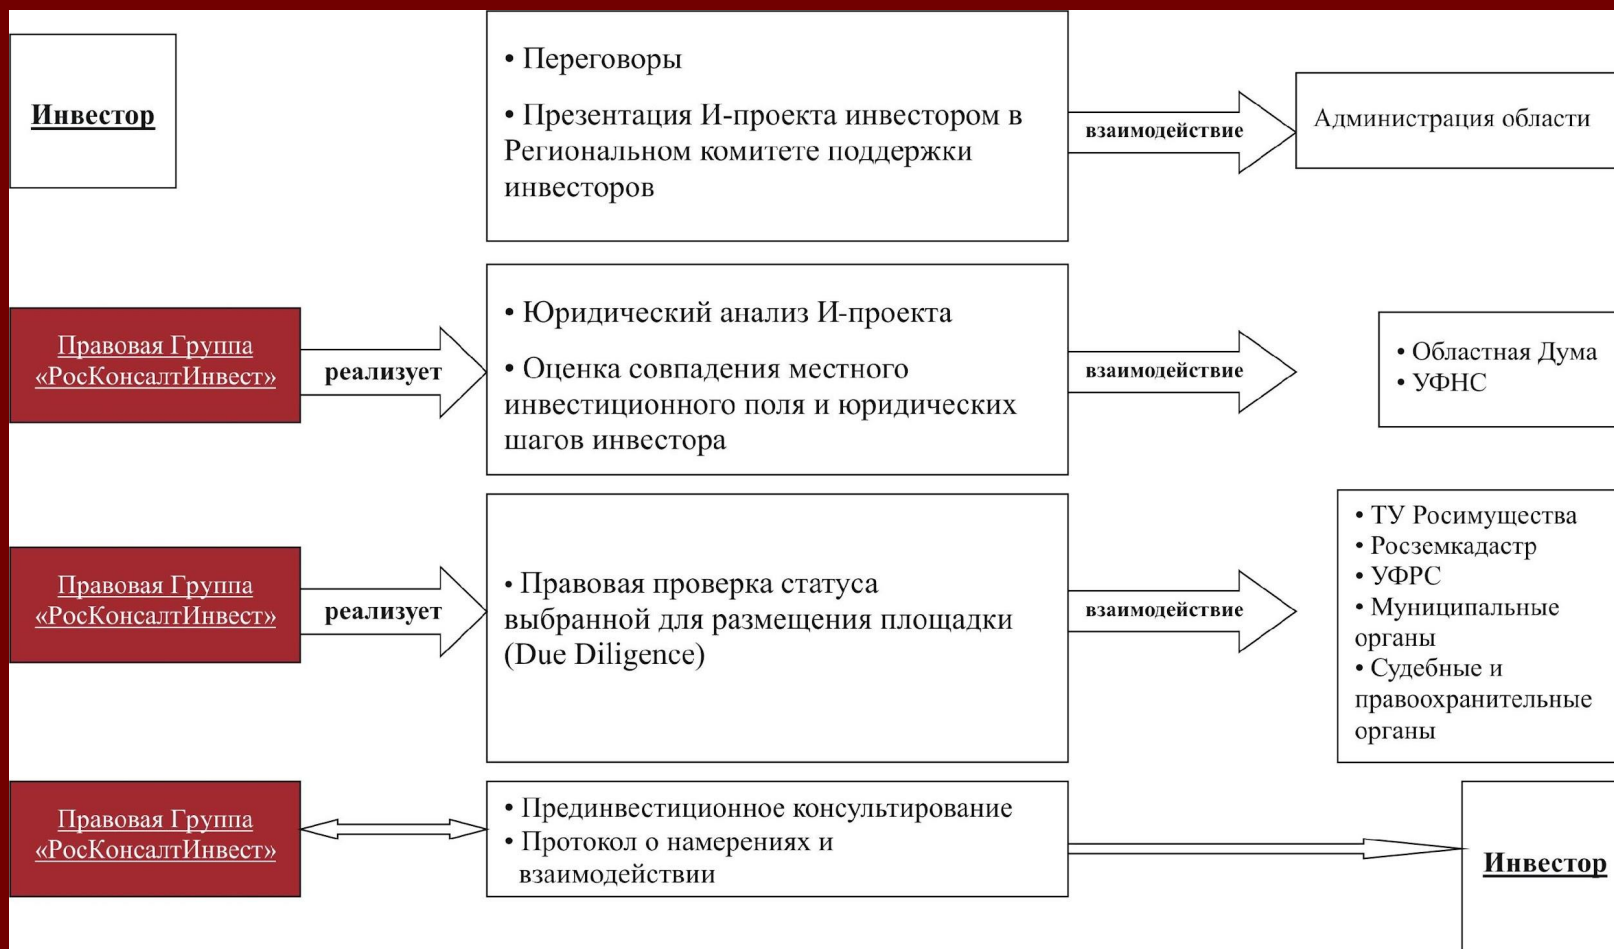 Инвестор
• Переговоры
• Презентация И-проекта инвестором в
Региональном комитете поддержки
инвесторов
взаимодействие
Администрация области
Правовая Группа
«РосКонсалтИнвест»
реализует
• Юридический анализ И-проекта
• Оценка совпадения местного
инвестиционного поля и юридических
шагов инвестора
взаимодействие
• Областная Дума
• УФНС
Правовая Группа
«РосКонсалтИнвест»
реализует
• Правовая проверка статуса
выбранной для размещения площадки
(Due Diligence)
взаимодействие
• ТУ Росимущества
• Росземкадастр
• УФРС
• Муниципальные
органы
• Судебные и
правоохранительные
органы
Правовая Группа
«РосКонсалтИнвест»
• Прединвестиционное консультирование
• Протокол о намерениях и
взаимодействии
Инвестор